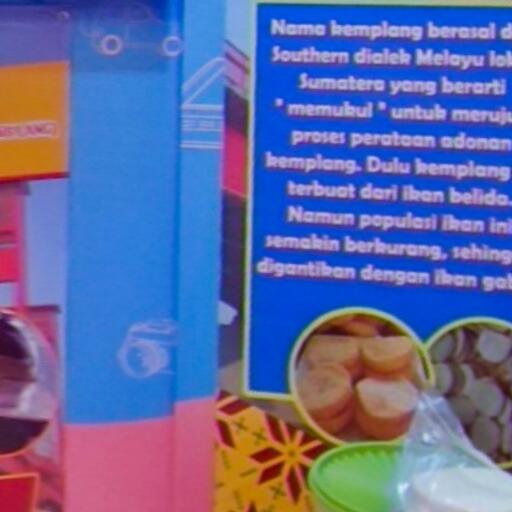 Nama kemplang berasal d
Southern dialek Melayu lok
Sumatera yang berarti
" memukul " untuk meruju
proses perataan adonan
kemplang. Dulu kemplang
terbuat dari ikan belida.
Namun populasi ikan ini
semakin berkurang, sehing
digantikan dengan ikan gab